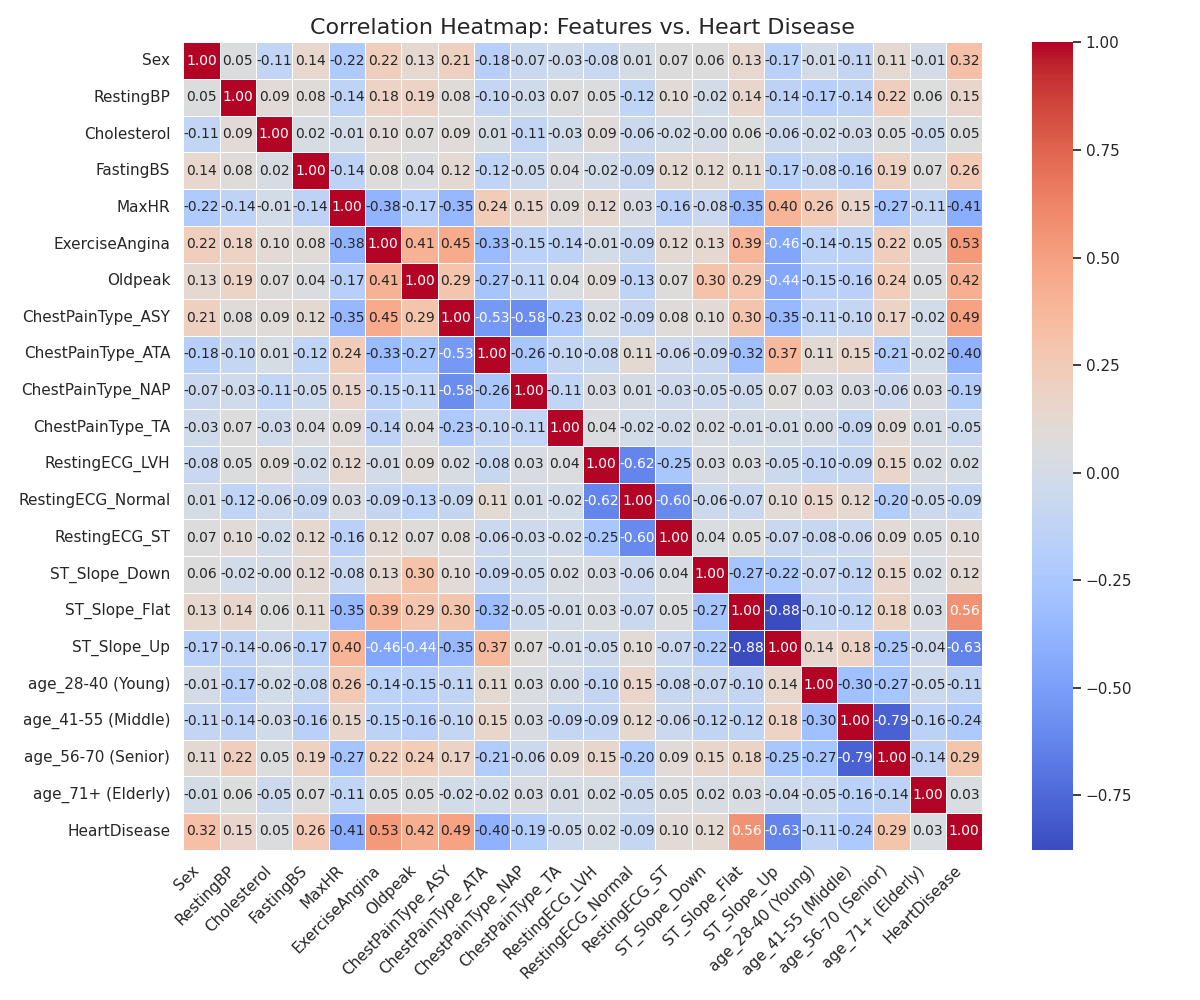 Correlation Heatmap: Features vs. Heart Disease
Sex 1.00 0.05 -0.11 0.14 -0.22 0.22 0.13 0.21 -0.18 -0.07 -0.03 -0.08 0.01 0.07 0.06 0.13 -0.17 -0.01 -0.11 0.11 -0.01 0.32
RestingBP 0.05 1.00 0.09 0.08 -0.14 0.18 0.19 0.08 -0.10 -0.03 0.07 0.05 -0.12 0.10 -0.02 0.14 -0.14 -0.17 -0.14 0.22 0.06 0.15
Cholesterol -0.11 0.09 1.00 0.02 -0.01 0.10 0.07 0.09 0.01 -0.11 -0.03 0.09 -0.06 -0.02 -0.00 0.06 -0.06 -0.02 -0.03 0.05 -0.05 0.05
FastingBS 0.14 0.08 0.02 1.00 -0.14 0.08 0.04 0.12 -0.12 -0.05 0.04 -0.02 -0.09 0.12 0.12 0.11 -0.17 -0.08 -0.16 0.19 0.07 0.26
MaxHR -0.22 -0.14 -0.01 -0.14 1.00 -0.38 -0.17 -0.35 0.24 0.15 0.09 0.12 0.03 -0.16 -0.08 -0.35 0.40 0.26 0.15 -0.27 -0.11 -0.41
ExerciseAngina 0.22 0.18 0.10 0.08 -0.38 1.00 0.41 0.45 -0.33 -0.15 -0.14 -0.01 -0.09 0.12 0.13 0.39 -0.46 -0.14 -0.15 0.22 0.05 0.53
Oldpeak 0.13 0.19 0.07 0.04 -0.17 0.41 1.00 0.29 -0.27 -0.11 0.04 0.09 -0.13 0.07 0.30 0.29 -0.44 -0.15 -0.16 0.24 0.05 0.42
ChestPainType_ASY 0.21 0.08 0.09 0.12 -0.35 0.45 0.29 1.00 -0.53 -0.58 -0.23 0.02 -0.09 0.08 0.10 0.30 -0.35 -0.11 -0.10 0.17 -0.02 0.49
ChestPainType_ATA -0.18 -0.10 0.01 -0.12 0.24 -0.33 -0.27 -0.53 1.00 -0.26 -0.10 -0.08 0.11 -0.06 -0.09 -0.32 0.37 0.11 0.15 -0.21 -0.02 -0.40
ChestPainType_NAP -0.07 -0.03 -0.11 -0.05 0.15 -0.15 -0.11 -0.58 -0.26 1.00 -0.11 0.03 0.01 -0.03 -0.05 -0.05 0.07 0.03 0.03 -0.06 0.03 -0.19
ChestPainType_TA -0.03 0.07 -0.03 0.04 0.09 -0.14 0.04 -0.23 -0.10 -0.11 1.00 0.04 -0.02 -0.02 0.02 -0.01 -0.01 0.00 -0.09 0.09 0.01 -0.05
RestingECG_LVH -0.08 0.05 0.09 -0.02 0.12 -0.01 0.09 0.02 -0.08 0.03 0.04 1.00 -0.62 -0.25 0.03 0.03 -0.05 -0.10 -0.09 0.15 0.02 0.02
RestingECG_Normal 0.01 -0.12 -0.06 -0.09 0.03 -0.09 -0.13 -0.09 0.11 0.01 -0.02 -0.62 1.00 -0.60 -0.06 -0.07 0.10 0.15 0.12 -0.20 -0.05 -0.09
RestingECG_ST 0.07 0.10 -0.02 0.12 -0.16 0.12 0.07 0.08 -0.06 -0.03 -0.02 -0.25 -0.60 1.00 0.04 0.05 -0.07 -0.08 -0.06 0.09 0.05 0.10
ST_Slope_Down 0.06 -0.02 -0.00 0.12 -0.08 0.13 0.30 0.10 -0.09 -0.05 0.02 0.03 -0.06 0.04 1.00 -0.27 -0.22 -0.07 -0.12 0.15 0.02 0.12
ST_Slope_Flat 0.13 0.14 0.06 0.11 -0.35 0.39 0.29 0.30 -0.32 -0.05 -0.01 0.03 -0.07 0.05 -0.27 1.00 -0.88 -0.10 -0.12 0.18 0.03 0.56
ST_Slope_Up -0.17 -0.14 -0.06 -0.17 0.40 -0.46 -0.44 -0.35 0.37 0.07 -0.01 -0.05 0.10 -0.07 -0.22 -0.88 1.00 0.14 0.18 -0.25 -0.04 -0.63
age_28-40 (Young) -0.01 -0.17 -0.02 -0.08 0.26 -0.14 -0.15 -0.11 0.11 0.03 0.00 -0.10 0.15 -0.08 -0.07 -0.10 0.14 1.00 -0.30 -0.27 -0.05 -0.11
age_41-55 (Middle) -0.11 -0.14 -0.03 -0.16 0.15 -0.15 -0.16 -0.10 0.15 0.03 -0.09 -0.09 0.12 -0.06 -0.12 -0.12 0.18 -0.30 1.00 -0.79 -0.16 -0.24
age_56-70 (Senior) 0.11 0.22 0.05 0.19 -0.27 0.22 0.24 0.17 -0.21 -0.06 0.09 0.15 -0.20 0.09 0.15 0.18 -0.25 -0.27 -0.79 1.00 -0.14 0.29
age_71+ (Elderly) -0.01 0.06 -0.05 0.07 -0.11 0.05 0.05 -0.02 -0.02 0.03 0.01 0.02 -0.05 0.05 0.02 0.03 -0.04 -0.05 -0.16 -0.14 1.00 0.03
HeartDisease 0.32 0.15 0.05 0.26 -0.41 0.53 0.42 0.49 -0.40 -0.19 -0.05 0.02 -0.09 0.10 0.12 0.56 -0.63 -0.11 -0.24 0.29 0.03 1.00
Sex
RestingBP
Cholesterol
FastingBS
MaxHR
ExerciseAngina
Oldpeak
ChestPainType_ASY
ChestPainType_ATA
ChestPainType_NAP
ChestPainType_TA
RestingECG_LVH
RestingECG_Normal
RestingECG_ST
ST_Slope_Down
ST_Slope_Flat
ST_Slope_Up
age_28-40 (Young)
age_41-55 (Middle)
age_56-70 (Senior)
age_71+ (Elderly)
HeartDisease
1.00
0.75
0.50
0.25
0.00
−0.25
−0.50
−0.75